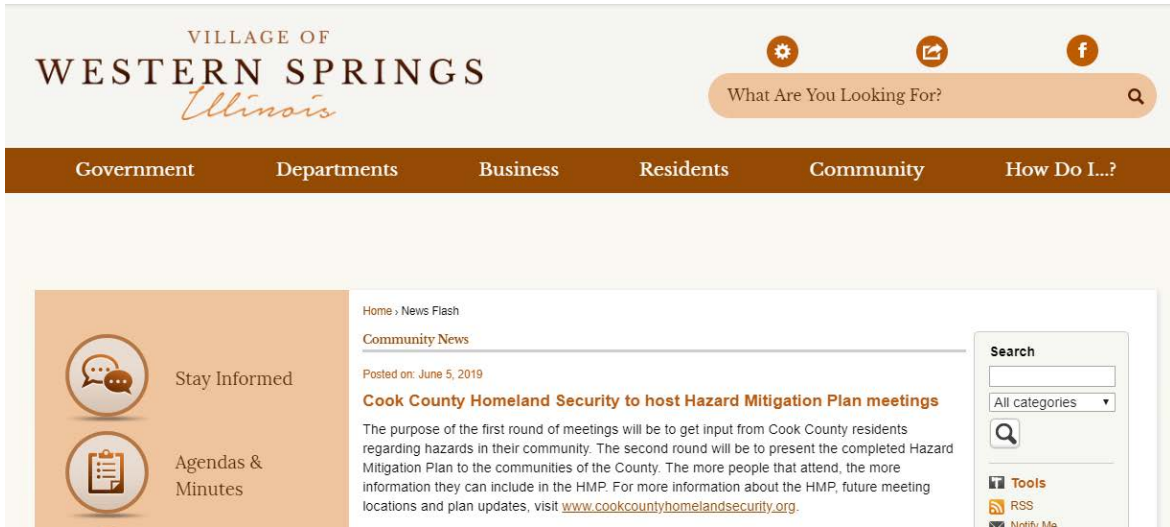 VILLAGE OF
WESTERN SPRINGS
Illinois
What Are You Looking For?
Government Departments Business Residents Community How Do I...?
Stay Informed
Agendas &
Minutes
Home › News Flash
Community News
Posted on: June 5, 2019
Cook County Homeland Security to host Hazard Mitigation Plan meetings
The purpose of the first round of meetings will be to get input from Cook County residents
regarding hazards in their community. The second round will be to present the completed Hazard
Mitigation Plan to the communities of the County. The more people that attend, the more
information they can include in the HMP. For more information about the HMP, future meeting
locations and plan updates, visit www.cookcountyhomelandsecurity.org.
Search
All categories
Tools
RSS
Notify Me